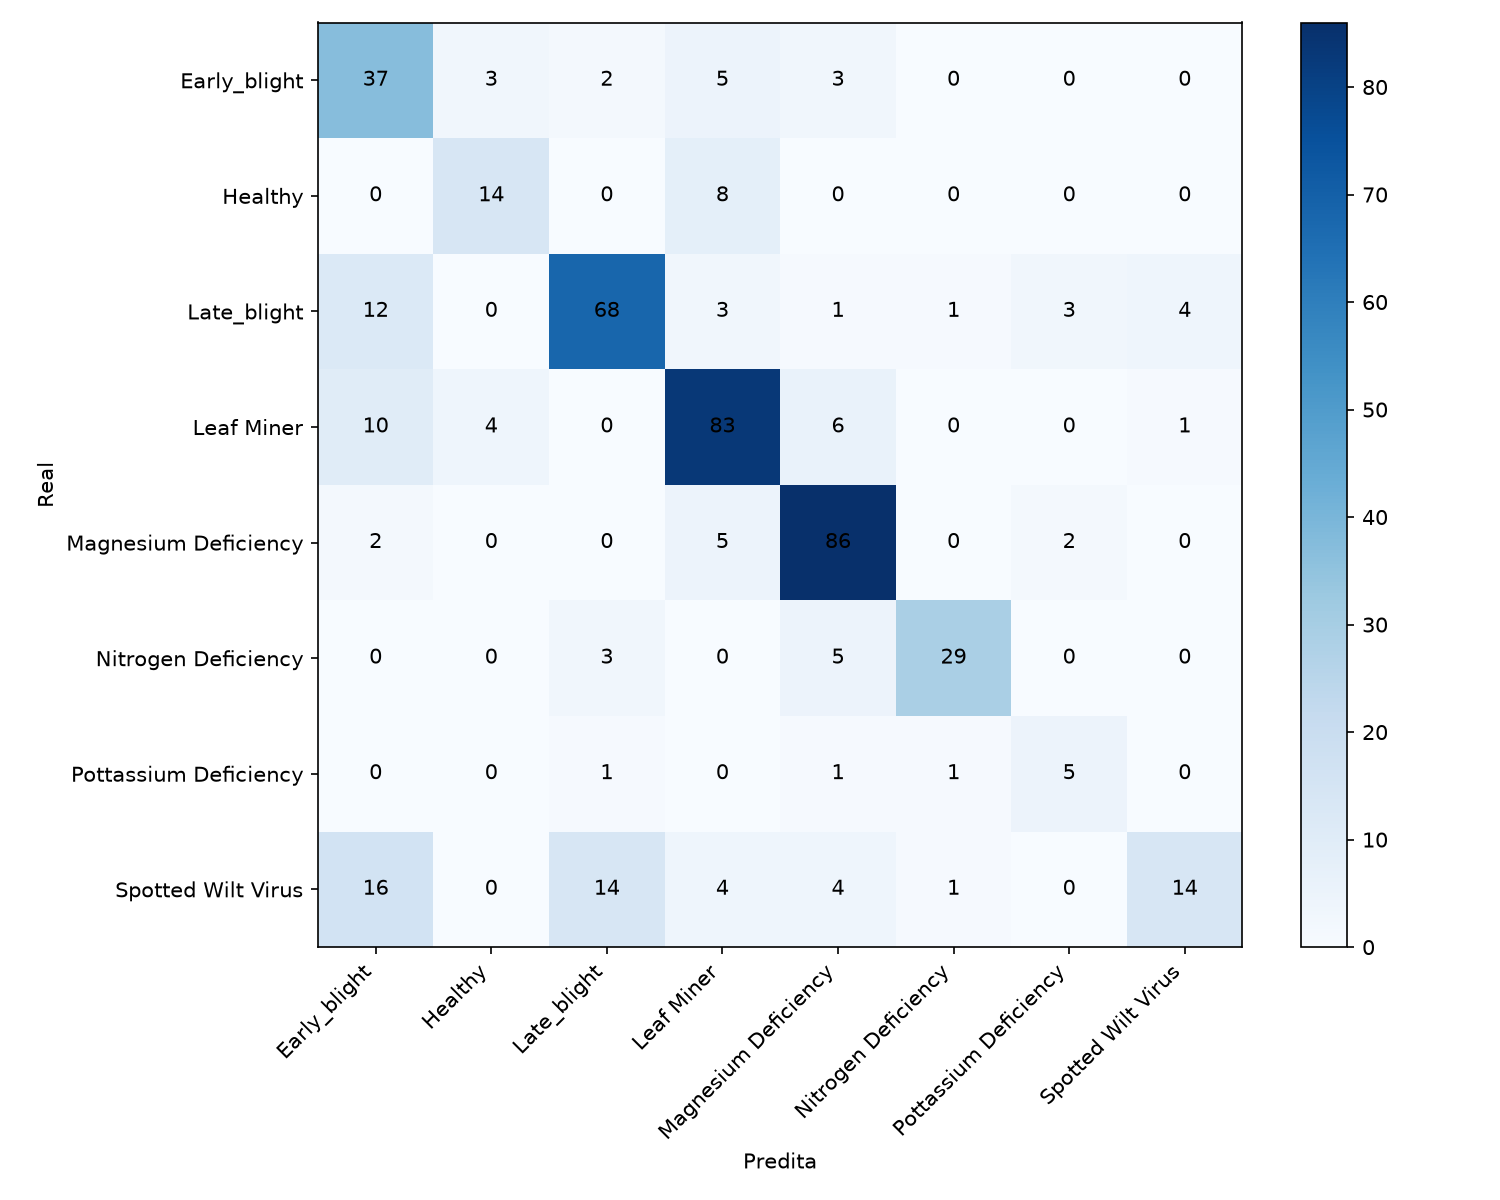 Early_blight 37 3 2 5 3 0 0 0
Healthy 0 14 0 8 0 0 0 0
Late_blight 12 0 68 3 1 1 3 4
Leaf Miner 10 4 0 83 6 0 0 1
Magnesium Deficiency 2 0 0 5 86 0 2 0
Nitrogen Deficiency 0 0 3 0 5 29 0 0
Pottassium Deficiency 0 0 1 0 1 1 5 0
Spotted Wilt Virus 16 0 14 4 4 1 0 14
Real
Early_blight
Healthy
Late_blight
Leaf Miner
Magnesium Deficiency
Nitrogen Deficiency
Pottassium Deficiency
Spotted Wilt Virus
Predita
80
70
60
50
40
30
20
10
0